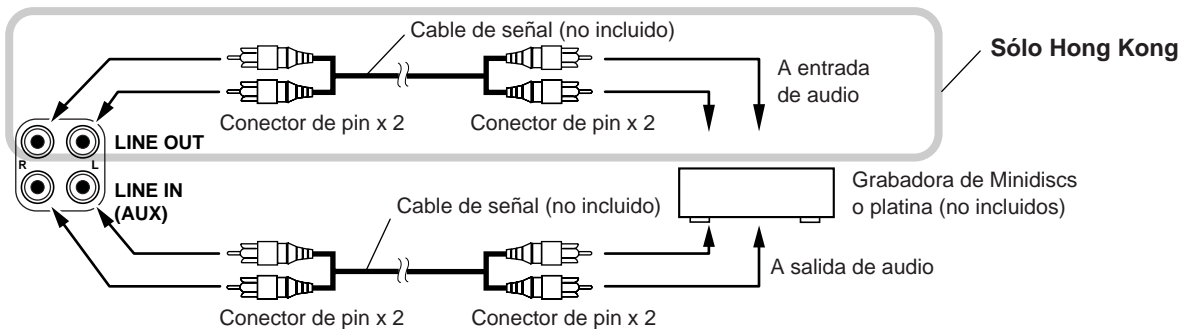 Cable de señal (no incluido)
Sólo Hong Kong
A entrada
de audio
Conector de pin x 2
Conector de pin x 2
LINE OUT
R
L
LINE IN
(AUX)
Grabadora de Minidiscs
o platina (no incluidos)
Cable de señal (no incluido)
A salida de audio
Conector de pin x 2
Conector de pin x 2